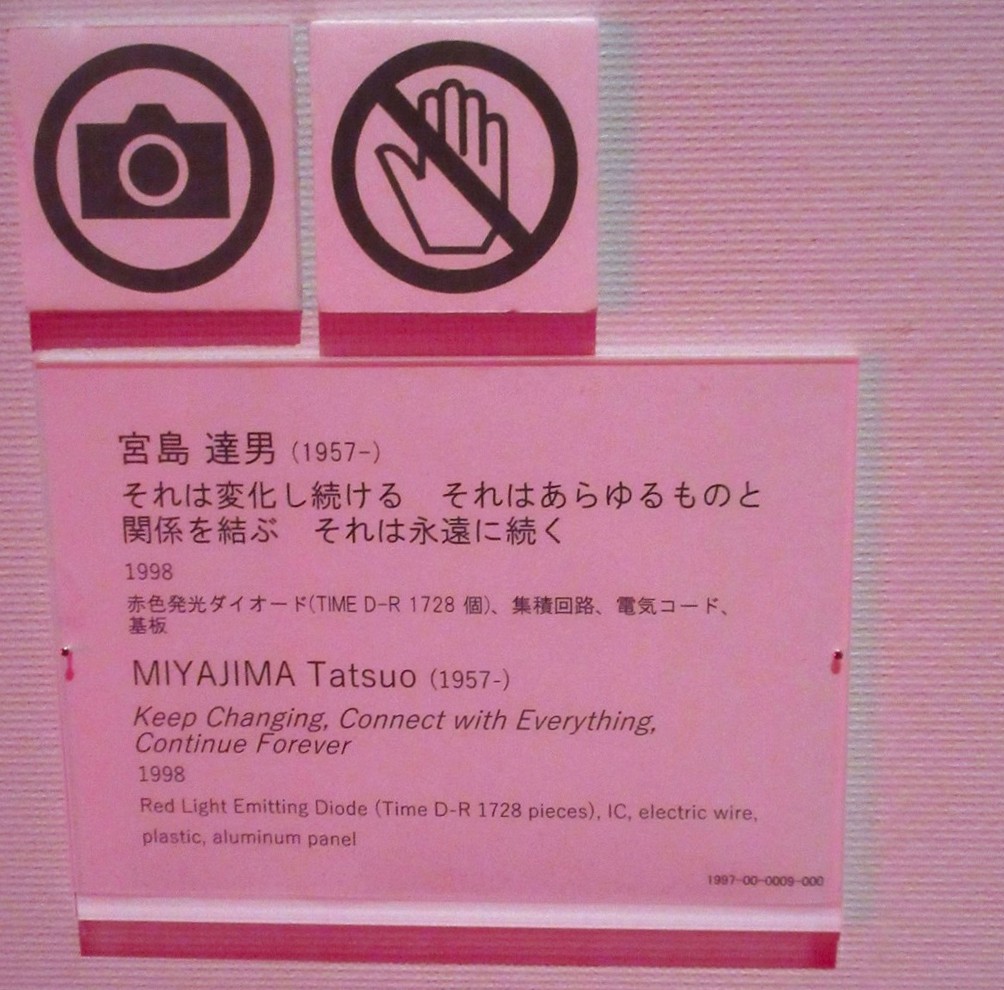 宮島 達男 (1957-)
それは変化し続ける　それはあらゆるものと
関係を結ぶ　それは永遠に続く
1998
赤色発光ダイオード(TIME D-R 1728 個)、集積回路、電気コード、
基板
MIYAJIMA Tatsuo (1957-)
Keep Changing, Connect with Everything,
Continue Forever
1998
Red Light Emitting Diode (Time D-R 1728 pieces), IC, electric wire,
plastic, aluminum panel
1997-00-0009-000